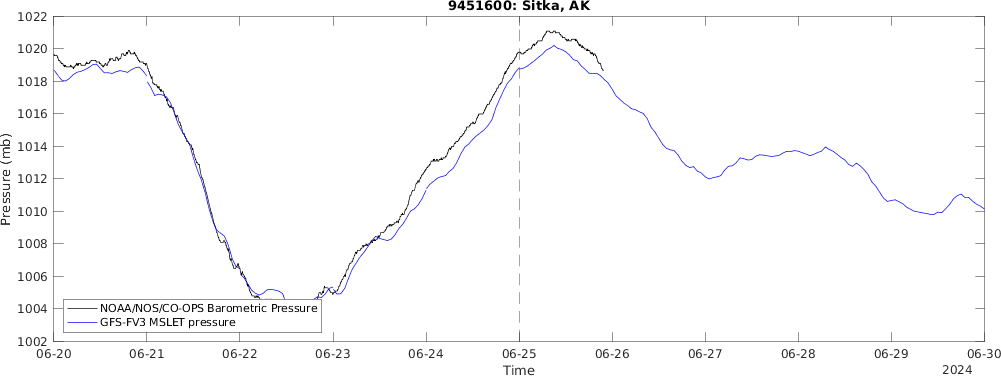 9451600: Sitka, AK
Pressure (mb)
1022
1020
1018
1016
1014
1012
1010
1008
1006
1004
1002
NOAA/NOS/CO-OPS Barometric Pressure
GFS-FV3 MSLET pressure
06-20 06-21 06-22 06-23 06-24 06-25 06-26 06-27 06-28 06-29 06-30
Time
2024